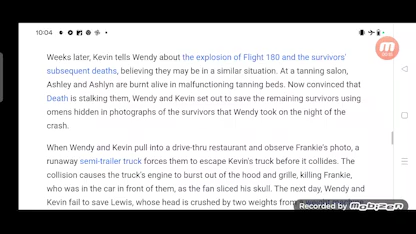 10:04
Weeks later, Kevin tells Wendy about the explosion of Flight 180 and the survivors'
subsequent deaths, believing they may be in a similar situation. At a tanning salon,
Ashley and Ashlyn are burnt alive in malfunctioning tanning beds. Now convinced that
Death is stalking them, Wendy and Kevin set out to save the remaining survivors using
omens hidden in photographs of the survivors that Wendy took on the night of the
crash.
When Wendy and Kevin pull into a drive-thru restaurant and observe Frankie's photo, a
runaway semi-trailer truck forces them to escape Kevin's truck before it collides. The
collision causes the truck's engine to burst out of the hood and grille, killing Frankie,
who was in the car in front of them, as the fan sliced his skull. The next day, Wendy and
Kevin fail to save Lewis, whose head is crushed by two weights from
Recorded by
MOBIZEN